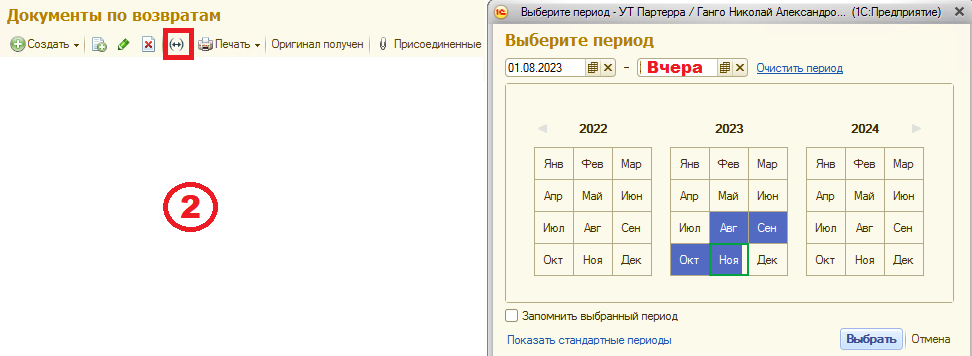 Документы по возвратам
Создать Печать Оригинал получен Присоединенные
2
Выберите период - УТ Партерра / Ганго Николай Александро... (1С:Предприятие)
Выберите период
01.08.2023 - Вчера Очистить период
2022 2023 2024
Янв Фев Мар Янв Фев Мар Янв Фев Мар
Апр Май Июн Апр Май Июн Апр Май Июн
Июл Авг Сен Июл Авг Сен Июл Авг Сен
Окт Ноя Дек Окт Ноя Дек Окт Ноя Дек
Запомнить выбранный период
Показать стандартные периоды Выбрать Отмена